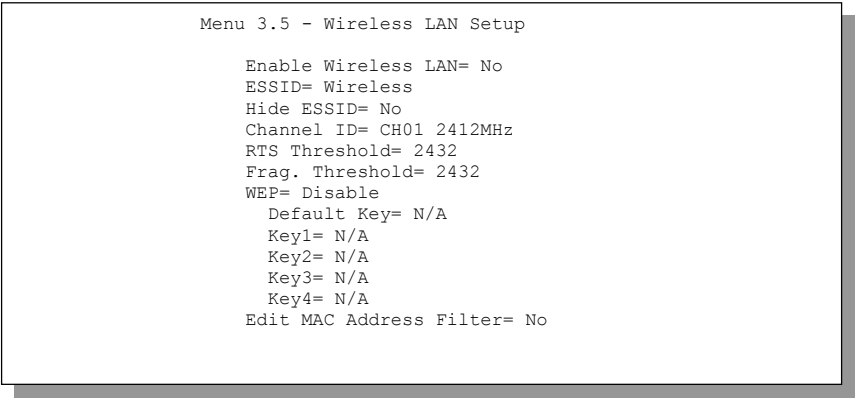 Menu 3.5 - Wireless LAN Setup
Enable Wireless LAN= No
ESSID= Wireless
Hide ESSID= No
Channel ID= CH01 2412MHz
RTS Threshold= 2432
Frag. Threshold= 2432
WEP= Disable
Default Key= N/A
Key1= N/A
Key2= N/A
Key3= N/A
Key4= N/A
Edit MAC Address Filter= No